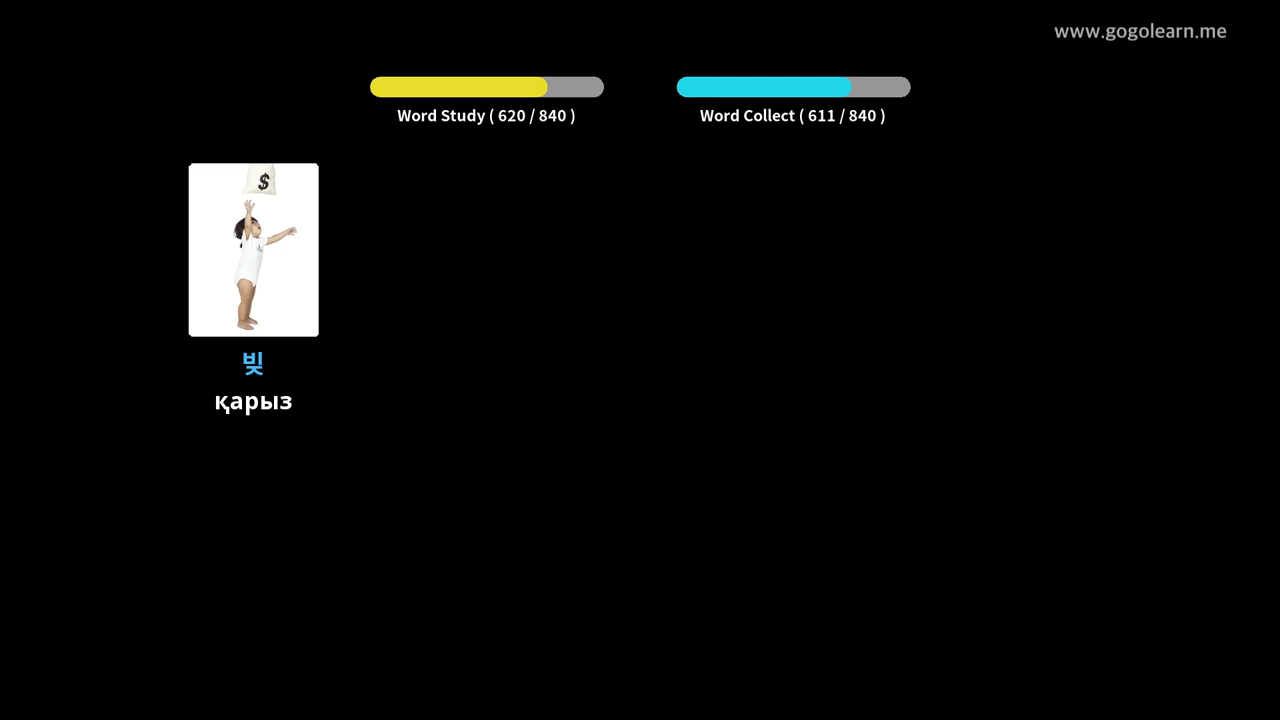 www.gogolearn.me
Word Study ( 620 / 840 )
Word Collect ( 611 / 840 )
$
빚
қарыз